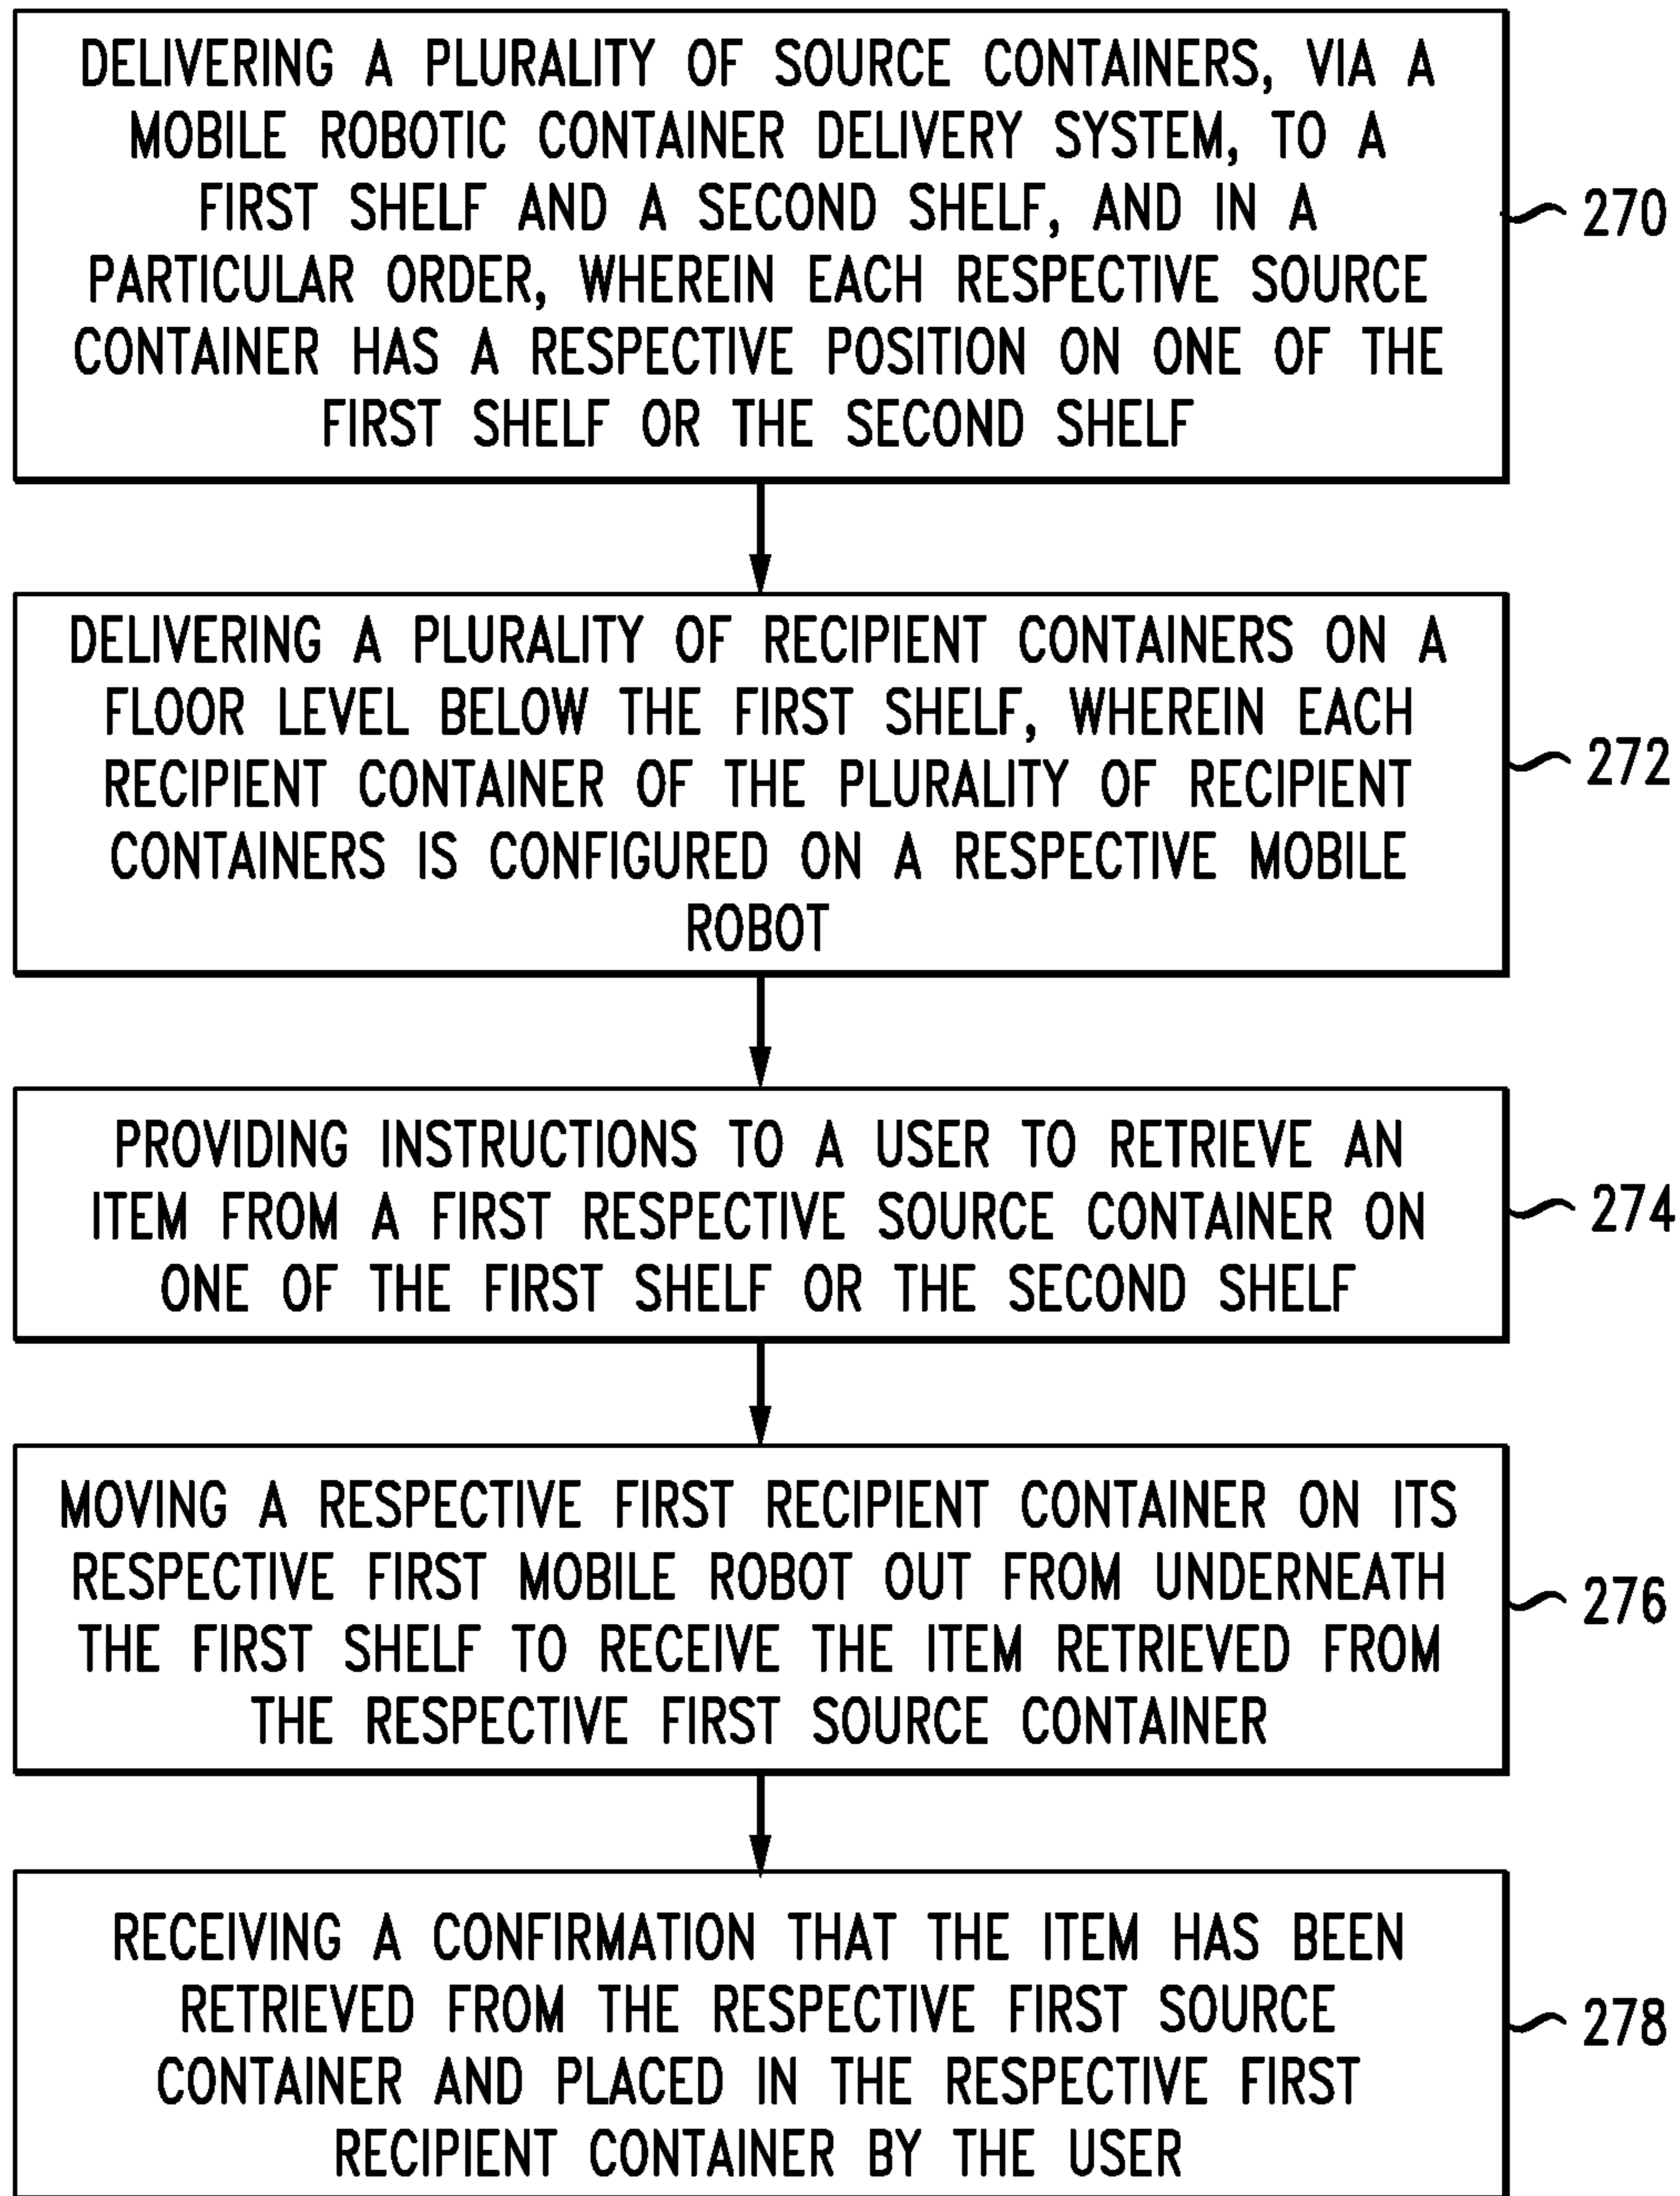 DELIVERING A PLURALITY OF SOURCE CONTAINERS, VIA A
MOBILE ROBOTIC CONTAINER DELIVERY SYSTEM, TO A
FIRST SHELF AND A SECOND SHELF, AND IN A
PARTICULAR ORDER, WHEREIN EACH RESPECTIVE SOURCE
CONTAINER HAS A RESPECTIVE POSITION ON ONE OF THE
FIRST SHELF OR THE SECOND SHELF
270
DELIVERING A PLURALITY OF RECIPIENT CONTAINERS ON A
FLOOR LEVEL BELOW THE FIRST SHELF, WHEREIN EACH
RECIPIENT CONTAINER OF THE PLURALITY OF RECIPIENT
CONTAINERS IS CONFIGURED ON A RESPECTIVE MOBILE
ROBOT
272
PROVIDING INSTRUCTIONS TO A USER TO RETRIEVE AN
ITEM FROM A FIRST RESPECTIVE SOURCE CONTAINER ON
ONE OF THE FIRST SHELF OR THE SECOND SHELF
274
MOVING A RESPECTIVE FIRST RECIPIENT CONTAINER ON ITS
RESPECTIVE FIRST MOBILE ROBOT OUT FROM UNDERNEATH
THE FIRST SHELF TO RECEIVE THE ITEM RETRIEVED FROM
THE RESPECTIVE FIRST SOURCE CONTAINER
276
RECEIVING A CONFIRMATION THAT THE ITEM HAS BEEN
RETRIEVED FROM THE RESPECTIVE FIRST SOURCE
CONTAINER AND PLACED IN THE RESPECTIVE FIRST
RECIPIENT CONTAINER BY THE USER
278